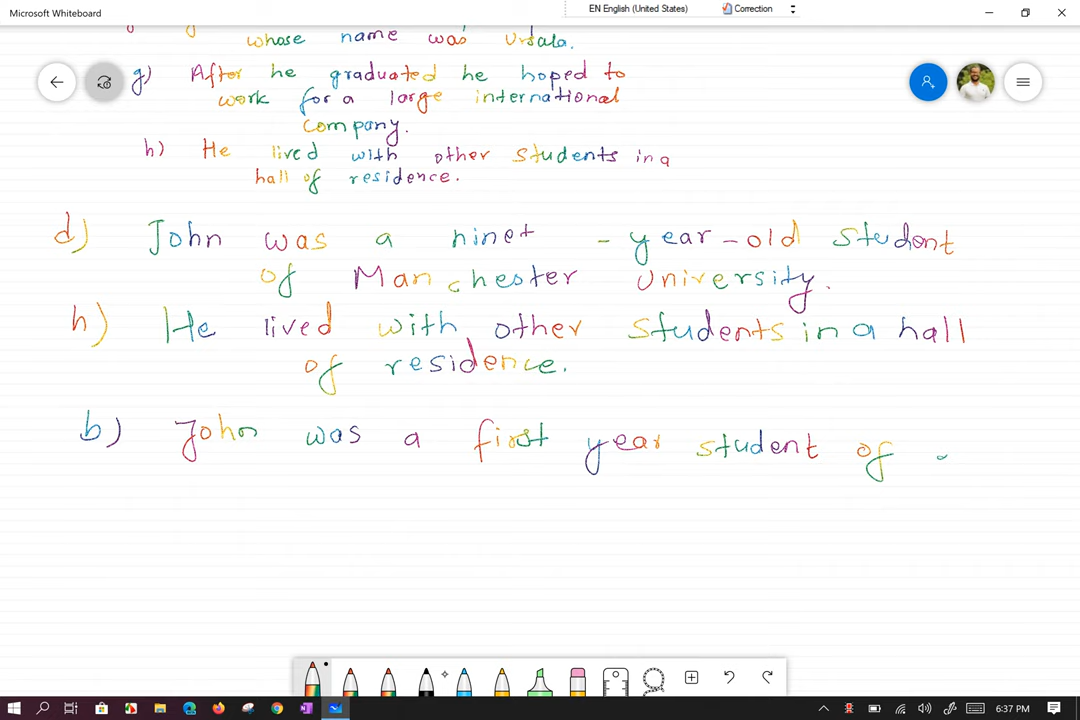 Microsoft Whiteboard
EN English (United States)
Correction
whose name was Ursala.
g) After he graduated he hoped to
work for a large international
company.
h) He lived with other students in a
hall of residence.
d) John was a ninet - year-old student
of Manchester University.
h) He lived with other students in a hall
of residence.
b) John was a first year student of
6:37 PM